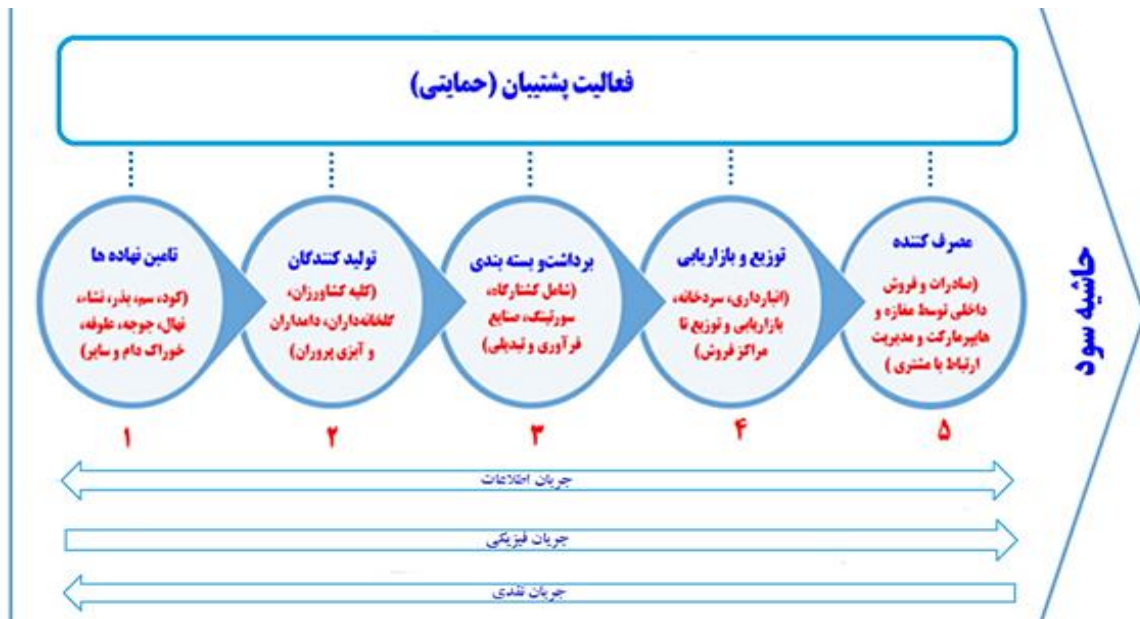 فعالیت پشتیبان (حمایتی)
تامین نهاده ها
(کود، سم، بذر، نشاء،
نهال، جوجه، علوفه،
خوراک دام و سایر)
۱
تولید کنندگان
(کلیه کشاورزان،
گلخانه‌داران، دامداران
و آبزی پروران)
۲
برداشت‌و بسته بندی
(شامل کشتارگاه،
سورتینگ، صنایع
فرآوری و تبدیلی)
۳
توزیع و بازاریابی
(انبارداری، سردخانه،
بازاریابی و توزیع تا
مراکز فروش)
۴
مصرف کننده
(صادرات و فروش
داخلی توسط مغازه و
هایپرمارکت و مدیریت
ارتباط با مشتری )
۵
حاشیه سود
جریان اطلاعات
جریان فیزیکی
جریان نقدی